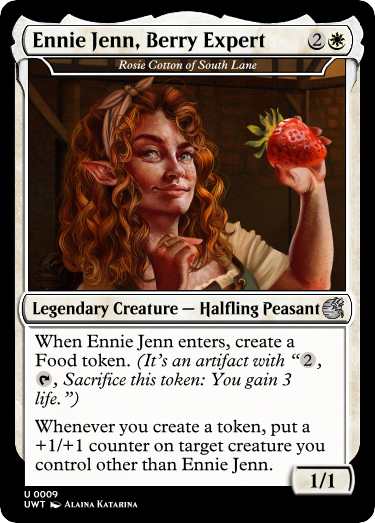 Ennie Jenn, Berry Expert 2
Rosie Cotton of South Lane
Legendary Creature — Halfling Peasant
When Ennie Jenn enters, create a
Food token. (It's an artifact with “2,
, Sacrifice this token: You gain 3
life.”)
Whenever you create a token, put a
+1/+1 counter on target creature you
control other than Ennie Jenn.
1/1
U 0009
UWT Alaina Katarina